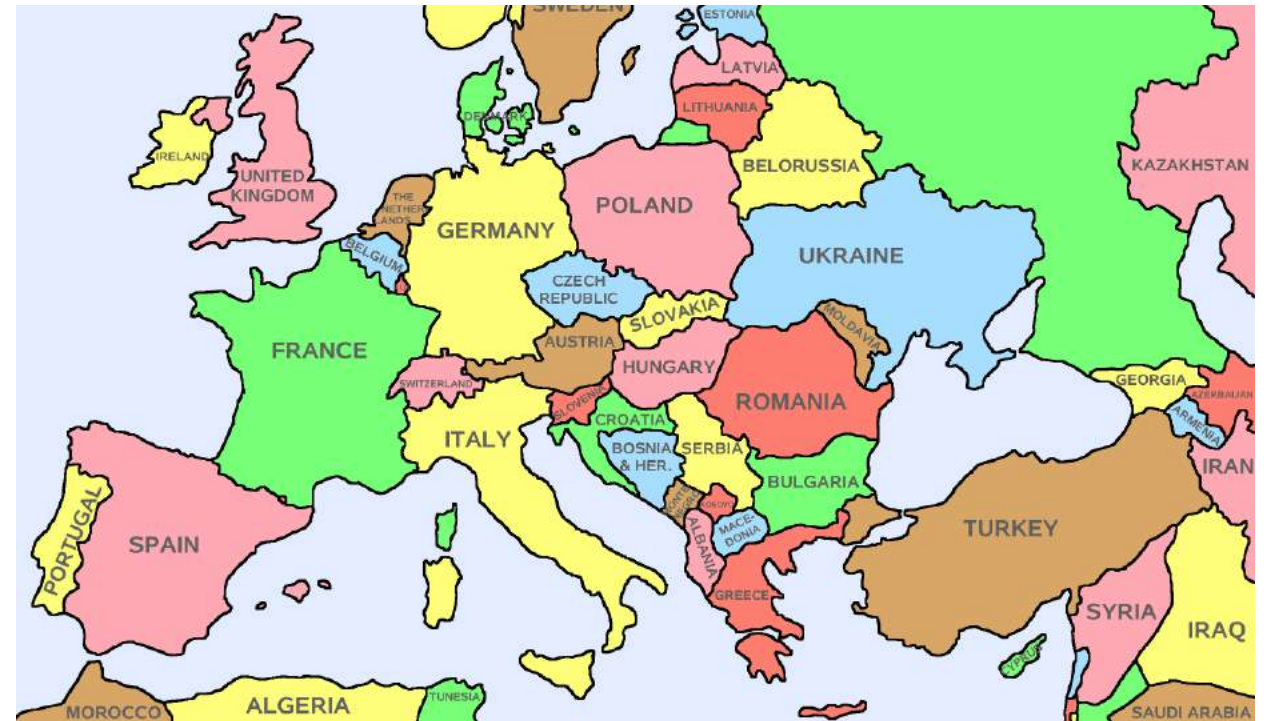 SWEDEN
ESTONIA
LATVIA
LITHUANIA
DENMARK
IRELAND
UNITED
KINGDOM
BELORUSSIA
KAZAKHSTAN
THE
NETHER
LANDS
POLAND
GERMANY
BELGIUM
UKRAINE
CZECH
REPUBLIC
SLOVAKIA
MOLDAVIA
FRANCE
AUSTRIA
HUNGARY
SWITZERLAND
GEORGIA
AZERBAIJAN
SLOVENIA
ROMANIA
ARMENIA
CROATIA
ITALY
BOSNIA
& HER.
SERBIA
IRAN
BULGARIA
MONTE
NEGRO
KOSOVO
MACE-
DONIA
TURKEY
PORTUGAL
SPAIN
ALBANIA
GREECE
SYRIA
IRAQ
CYPRUS
TUNESIA
ALGERIA
MOROCCO
SAUDI ARABIA